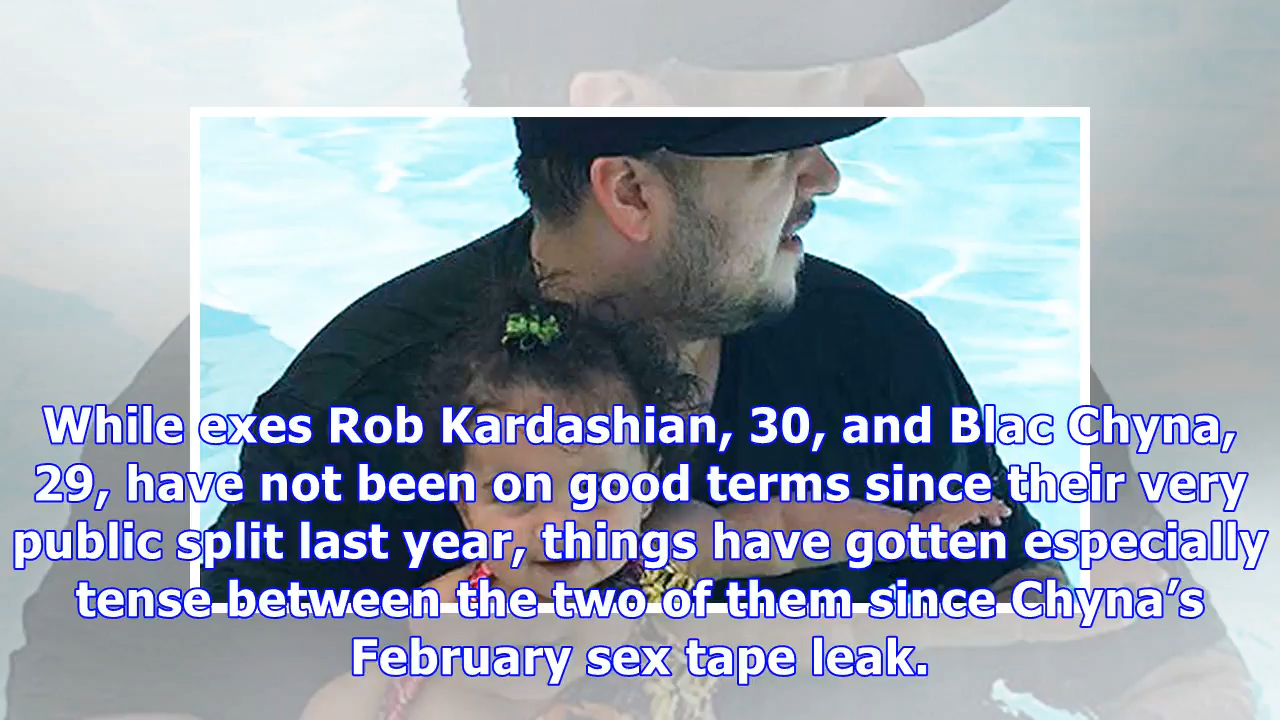 While exes Rob Kardashian, 30, and Blac Chyna,
29, have not been on good terms since their very
public split last year, things have gotten especially
tense between the two of them since Chyna’s
February sex tape leak.